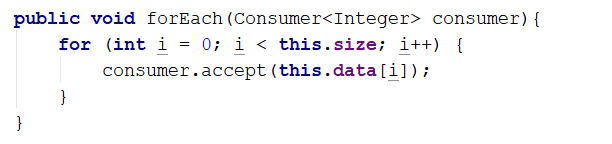 public void forEach(Consumer<Integer> consumer){
    for (int i = 0; i < this.size; i++) {
        consumer.accept(this.data[i]);
    }
}